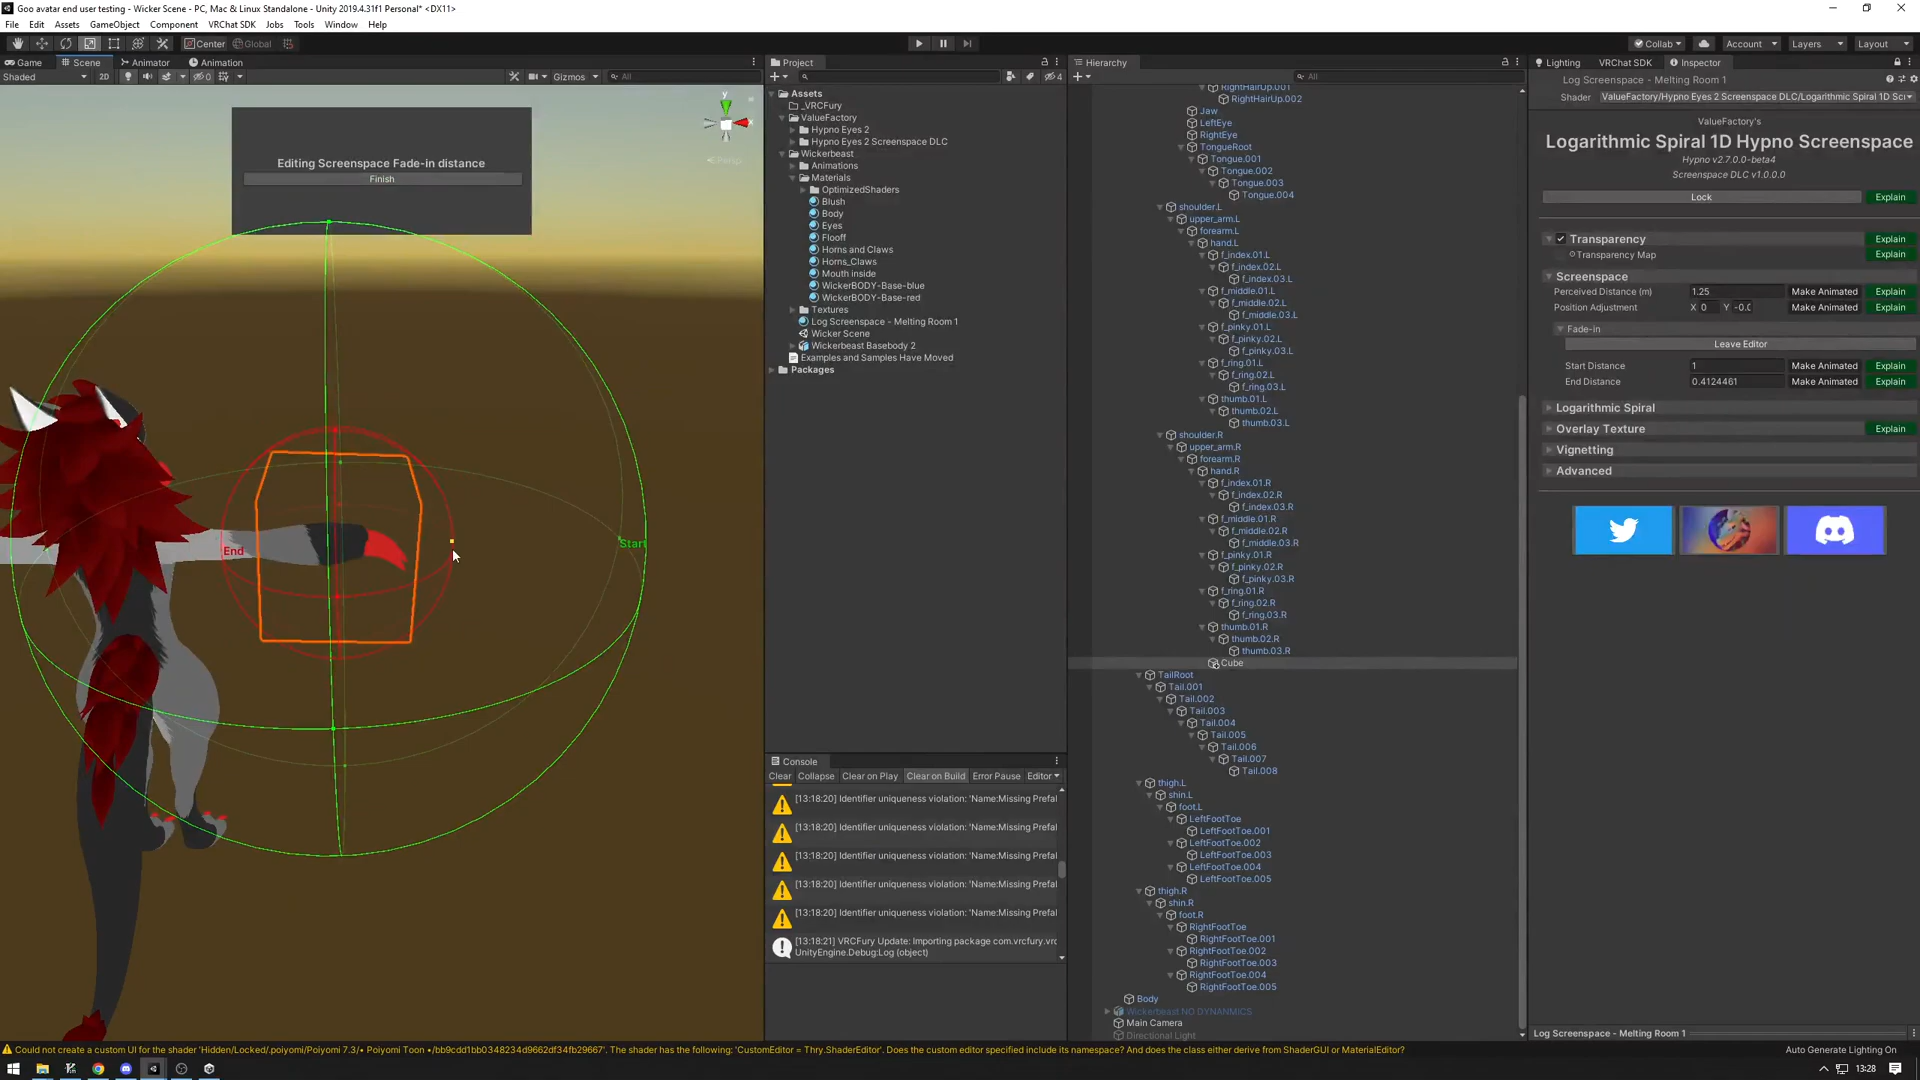 Goo avatar end user testing - Wicker Scene - PC, Mac & Linux Standalone - Unity 2019.4.31f1 Personal* <DX11>
File Edit Assets GameObject Component VRChat SDK Jobs Tools Window Help
Center Global
Collab Account Layers Layout
Game Scene Animator Animation
Shaded 2D 0 Gizmos All
Editing Screenspace Fade-in distance
Finish
y
x
Persp
End
Start
Project
4
Assets
_VRCFury
ValueFactory
Hypno Eyes 2
Hypno Eyes 2 Screenspace DLC
Wickerbeast
Animations
Materials
OptimizedShaders
Blush
Body
Eyes
Flooff
Horns and Claws
Horns_Claws
Mouth inside
WickerBODY-Base-blue
WickerBODY-Base-red
Textures
Log Screenspace - Melting Room 1
Wicker Scene
Wickerbeast Basebody 2
Examples and Samples Have Moved
Packages
Console
Clear Collapse Clear on Play Clear on Build Error Pause Editor
[13:18:20] Identifier uniqueness violation: 'Name:Missing Prefal
[13:18:20] Identifier uniqueness violation: 'Name:Missing Prefal
[13:18:20] Identifier uniqueness violation: 'Name:Missing Prefal
[13:18:20] Identifier uniqueness violation: 'Name:Missing Prefal
[13:18:20] Identifier uniqueness violation: 'Name:Missing Prefal
[13:18:21] VRCFury Update: Importing package com.vrcfury.vrc
UnityEngine.Debug:Log (object)
Hierarchy
All
RightHairUp.001
RightHairUp.002
Jaw
LeftEye
RightEye
TongueRoot
Tongue.001
Tongue.002
Tongue.003
Tongue.004
shoulder.L
upper_arm.L
forearm.L
hand.L
f_index.01.L
f_index.02.L
f_index.03.L
f_middle.01.L
f_middle.02.L
f_middle.03.L
f_pinky.01.L
f_pinky.02.L
f_pinky.03.L
f_ring.01.L
f_ring.02.L
f_ring.03.L
thumb.01.L
thumb.02.L
thumb.03.L
shoulder.R
upper_arm.R
forearm.R
hand.R
f_index.01.R
f_index.02.R
f_index.03.R
f_middle.01.R
f_middle.02.R
f_middle.03.R
f_pinky.01.R
f_pinky.02.R
f_pinky.03.R
f_ring.01.R
f_ring.02.R
f_ring.03.R
thumb.01.R
thumb.02.R
thumb.03.R
Cube
TailRoot
Tail.001
Tail.002
Tail.003
Tail.004
Tail.005
Tail.006
Tail.007
Tail.008
thigh.L
shin.L
foot.L
LeftFootToe
LeftFootToe.001
LeftFootToe.002
LeftFootToe.003
LeftFootToe.004
LeftFootToe.005
thigh.R
shin.R
foot.R
RightFootToe
RightFootToe.001
RightFootToe.002
RightFootToe.003
RightFootToe.004
RightFootToe.005
Body
Wickerbeast NO DYNANMICS
Main Camera
Directional Light
Lighting VRChat SDK Inspector
Log Screenspace - Melting Room 1
Shader ValueFactory/Hypno Eyes 2 Screenspace DLC/Logarithmic Spiral 1D Scr
ValueFactory's
Logarithmic Spiral 1D Hypno Screenspace
Hypno v2.7.0.0-beta4
Screenspace DLC v1.0.0.0
Lock Explain
Transparency Explain
Transparency Map Explain
Screenspace
Perceived Distance (m) 1.25 Make Animated Explain
Position Adjustment X 0 Y -0.0 Make Animated Explain
Fade-in
Leave Editor
Start Distance 1 Make Animated Explain
End Distance 0.4124461 Make Animated Explain
Logarithmic Spiral
Overlay Texture Explain
Vignetting
Advanced
Log Screenspace - Melting Room 1
Could not create a custom UI for the shader 'Hidden/Locked/.poiyomi/Poiyomi 7.3/• Poiyomi Toon •/bb9cdd1bb0348234d9662df34fb29667'. The shader has the following: 'CustomEditor = Thry.ShaderEditor'. Does the custom editor specified include its namespace? And does the class either derive from ShaderGUI or MaterialEditor?
Auto Generate Lighting On
13:28